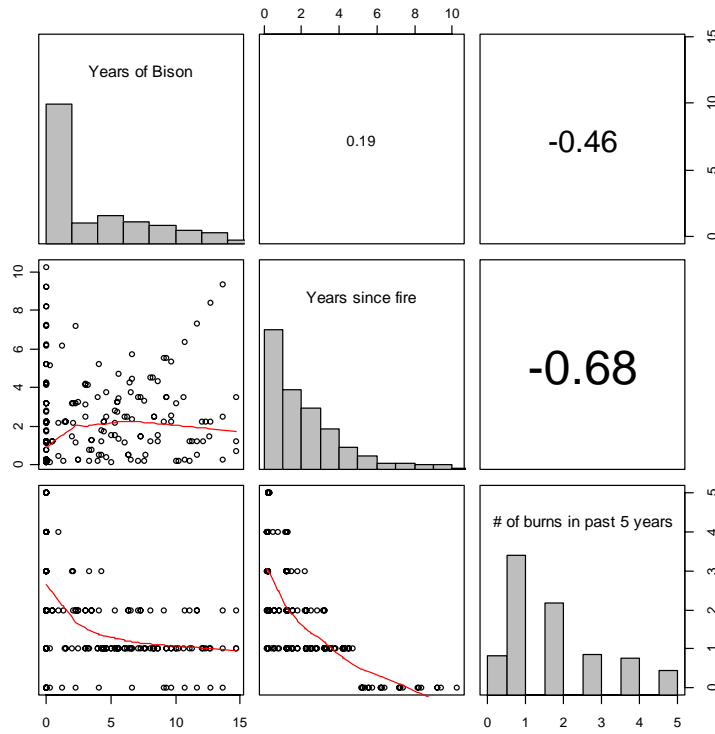 0 2 4 6 8 10
Years of Bison
0.19
-0.46
0 5 10 15
0 2 4 6 8 10
Years since fire
-0.68
# of burns in past 5 years
0 1 2 3 4 5
0 5 10 15
0 1 2 3 4 5